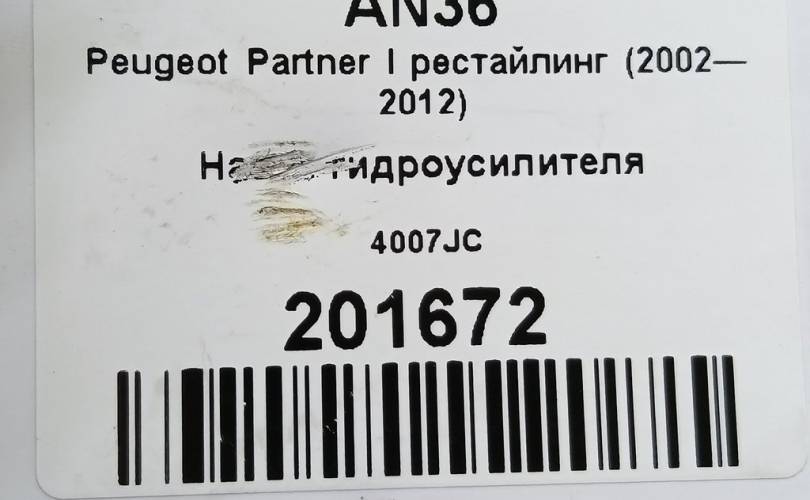 AN36
Peugeot Partner I рестайлинг (2002—
2012)
гидроусилителя
4007JC
201672